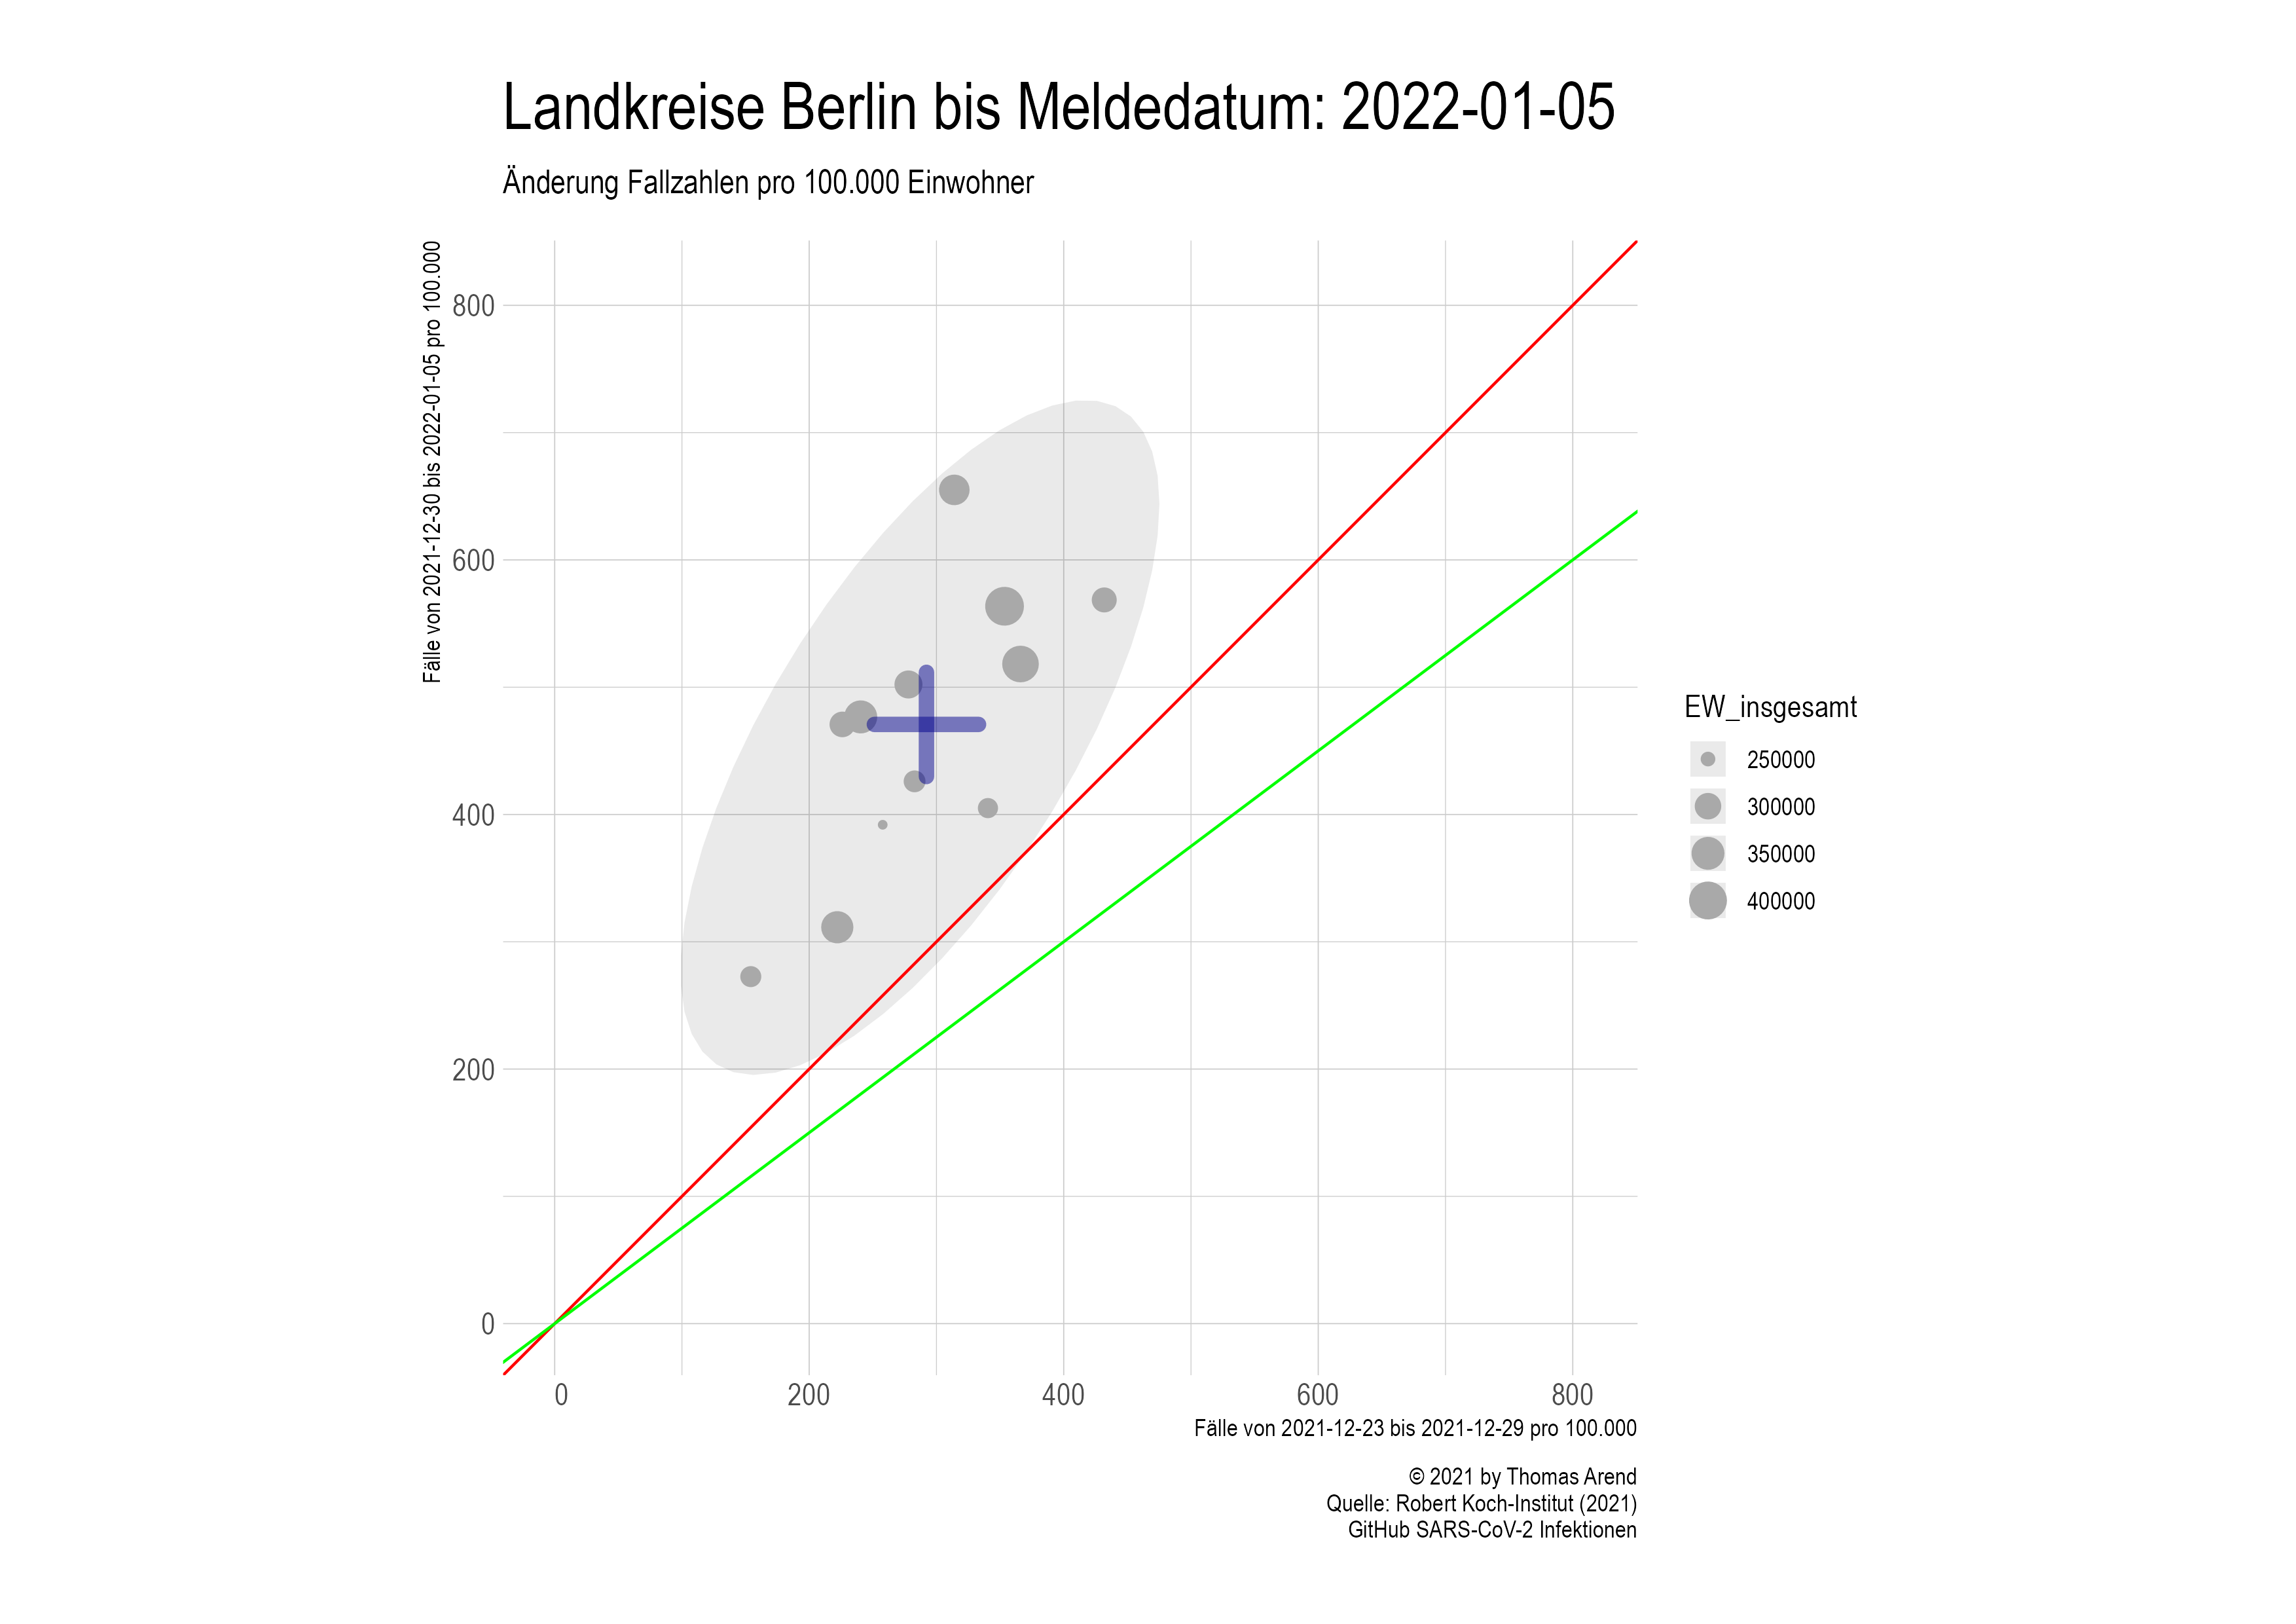 Landkreise Berlin bis Meldedatum: 2022-01-05
Änderung Fallzahlen pro 100.000 Einwohner
Fälle von 2021-12-30 bis 2022-01-05 pro 100.000
800
600
400
200
0
0
200
400
600
800
Fälle von 2021-12-23 bis 2021-12-29 pro 100.000
EW_insgesamt
250000
300000
350000
400000
© 2021 by Thomas Arend
Quelle: Robert Koch-Institut (2021)
GitHub SARS-CoV-2 Infektionen